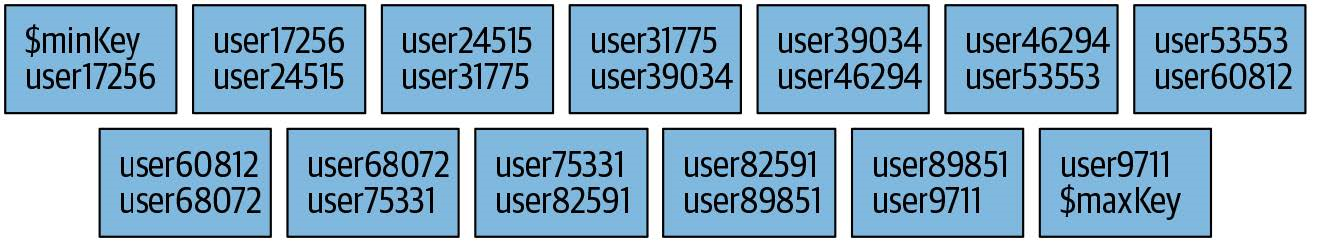 $minKey
user17256
user17256
user24515
user24515
user31775
user31775
user39034
user39034
user46294
user46294
user53553
user53553
user60812
user60812
user68072
user68072
user75331
user75331
user82591
user82591
user89851
user89851
user9711
user9711
$maxKey